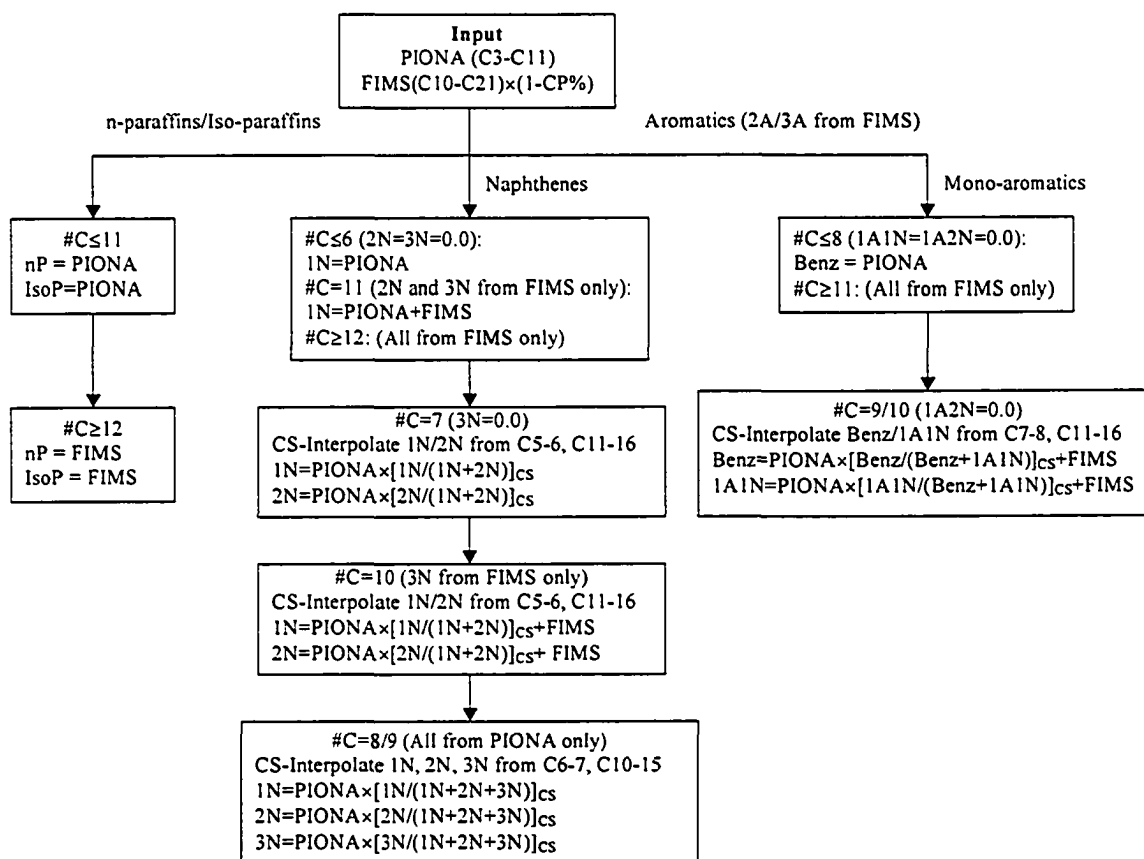 Input
PIONA (C3-C11)
FIMS(C10-C21)×(1-CP%)
n-paraffins/Iso-paraffins
Aromatics (2A/3A from FIMS)
Naphthenes
Mono-aromatics
#C≤11
nP = PIONA
IsoP=PIONA
#C≥12
nP = FIMS
IsoP = FIMS
#C≤6 (2N=3N=0.0):
1N=PIONA
#C=11 (2N and 3N from FIMS only):
1N=PIONA+FIMS
#C≥12: (All from FIMS only)
#C=7 (3N=0.0)
CS-Interpolate 1N/2N from C5-6, C11-16
1N=PIONA×[1N/(1N+2N)]CS
2N=PIONA×[2N/(1N+2N)]CS
#C=10 (3N from FIMS only)
CS-Interpolate 1N/2N from C5-6, C11-16
1N=PIONA×[1N/(1N+2N)]CS+FIMS
2N=PIONA×[2N/(1N+2N)]CS+ FIMS
#C=8/9 (All from PIONA only)
CS-Interpolate 1N, 2N, 3N from C6-7, C10-15
1N=PIONA×[1N/(1N+2N+3N)]CS
2N=PIONA×[2N/(1N+2N+3N)]CS
3N=PIONA×[3N/(1N+2N+3N)]CS
#C≤8 (1A1N=1A2N=0.0):
Benz = PIONA
#C≥11: (All from FIMS only)
#C=9/10 (1A2N=0.0)
CS-Interpolate Benz/1A1N from C7-8, C11-16
Benz=PIONA×[Benz/(Benz+1A1N)]CS+FIMS
1A1N=PIONA×[1A1N/(Benz+1A1N)]CS+FIMS